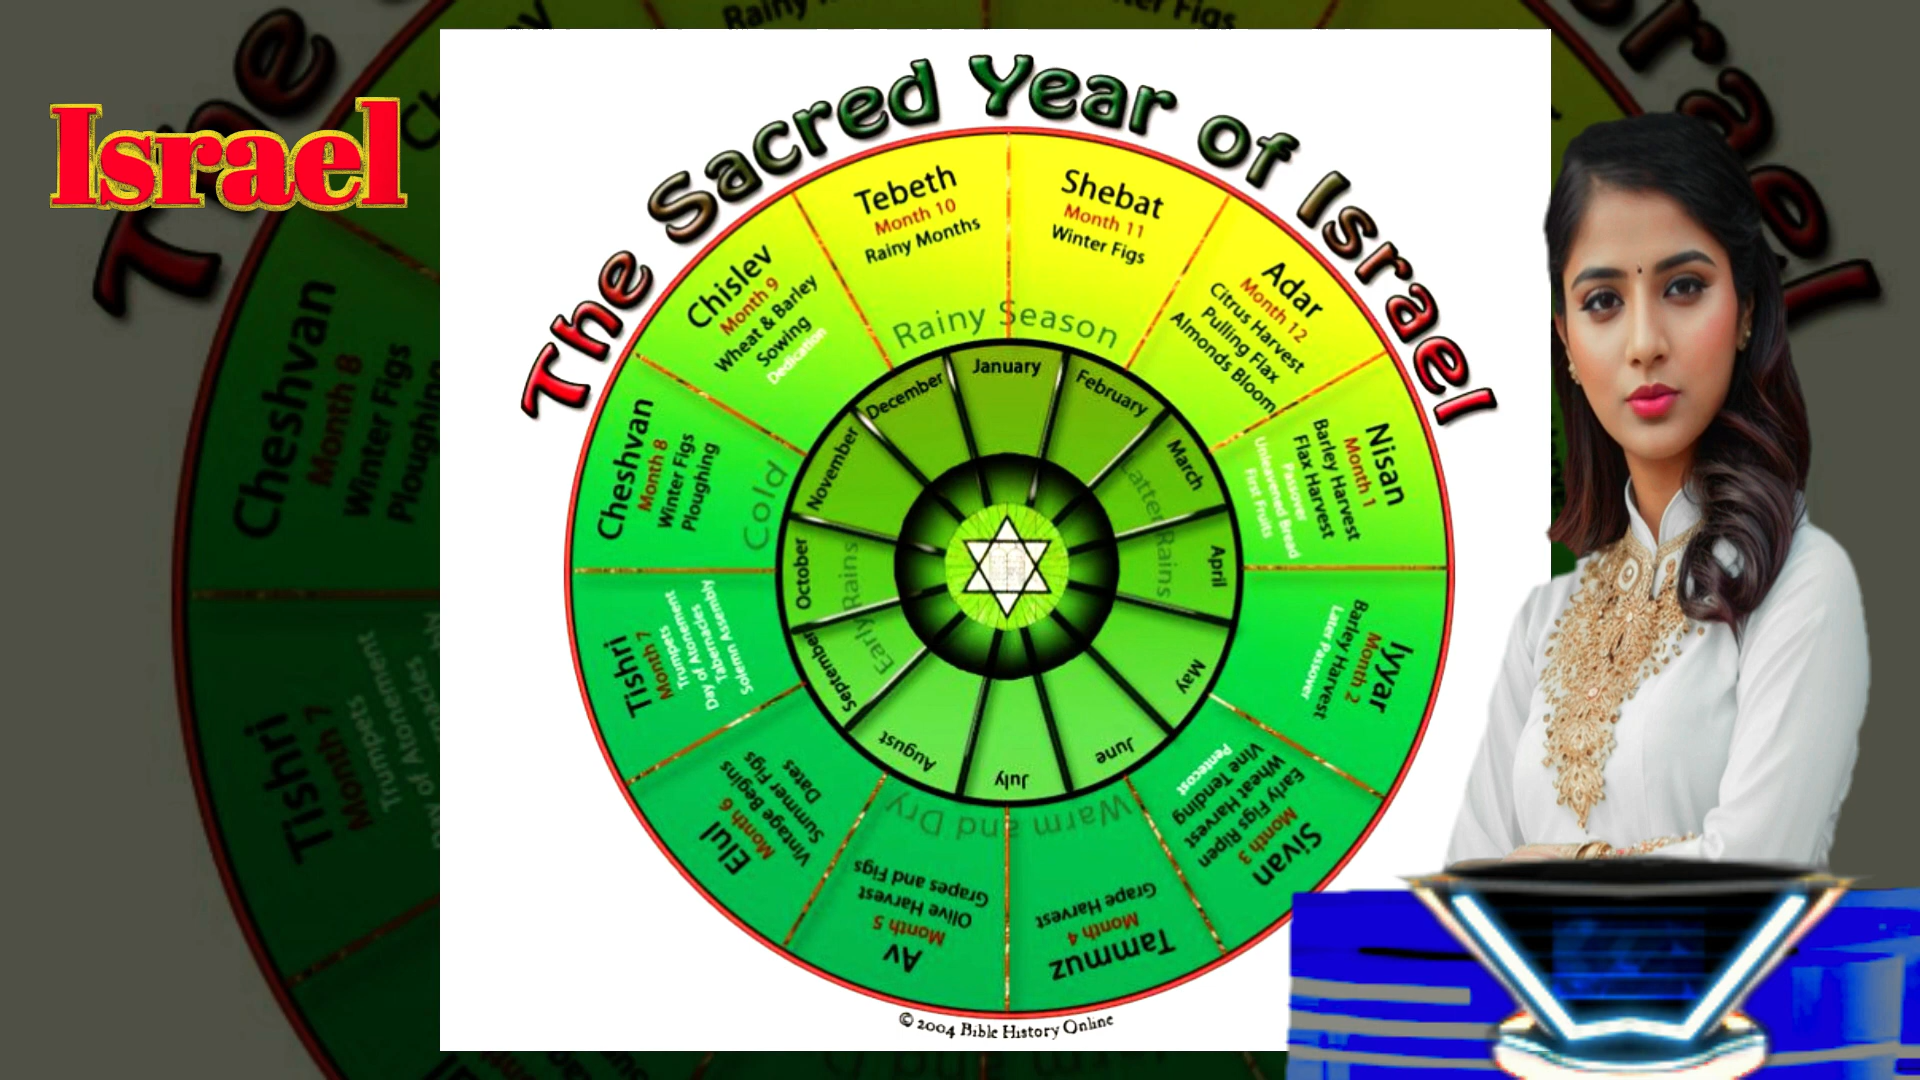 Israel
The Sacred Year of Israel
Tebeth
Month 10
Rainy Months
Shebat
Month 11
Winter Figs
Adar
Month 12
Citrus Harvest
Pulling Flax
Almonds Bloom
Nisan
Month 1
Barley Harvest
Flax Harvest
Passover
Unleavened Bread
First Fruits
Iyyar
Month 2
Barley Harvest
Later Passover
Sivan
Month 3
Early Figs Ripen
Wheat Harvest
Vine Tending
Pentecost
Tammuz
Month 4
Grape Harvest
Av
Month 5
Olive Harvest
Grapes and Figs
Elul
Month 6
Vintage Begins
Summer Figs
Dates
Tishri
Month 7
Trumpets
Day of Atonement
Tabernacles
Solemn Assembly
Cheshvan
Month 8
Winter Figs
Ploughing
Chislev
Month 9
Wheat & Barley
Sowing
Dedication
Rainy Season
Warm and Dry
Cold
January
February
March
April
May
June
July
August
September
October
November
December
Latter Rains
Early Rains
© 2004 Bible History Online
The
Cheshvan
Month 8
Winter Figs
Ploughing
Tishri
Month 7
Trumpets
Day of Atonement
Rainy